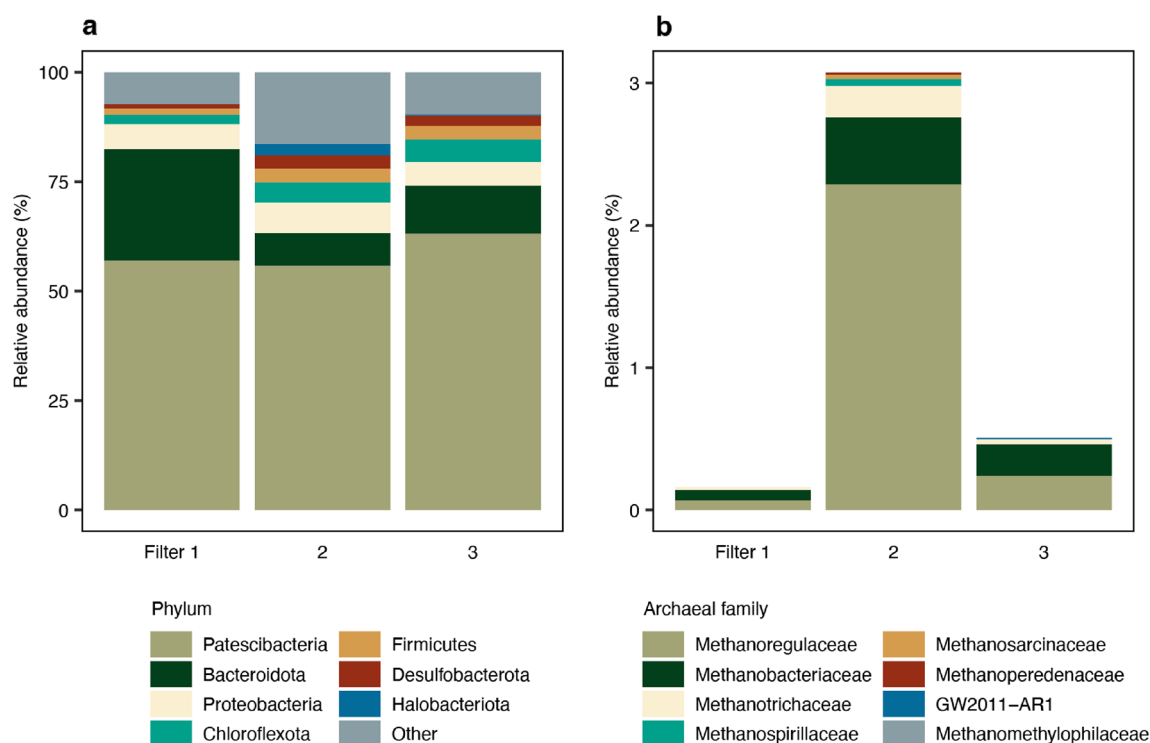 a
Relative abundance (%)
100
75
50
25
0
Filter 1 2 3
Phylum
Patescibacteria Firmicutes
Bacteroidota Desulfobacterota
Proteobacteria Halobacteriota
Chloroflexota Other
b
Relative abundance (%)
3
2
1
0
Filter 1 2 3
Archaeal family
Methanoregulaceae Methanosarcinaceae
Methanobacteriaceae Methanoperedenaceae
Methanotrichaceae GW2011−AR1
Methanospirillaceae Methanomethylophilaceae